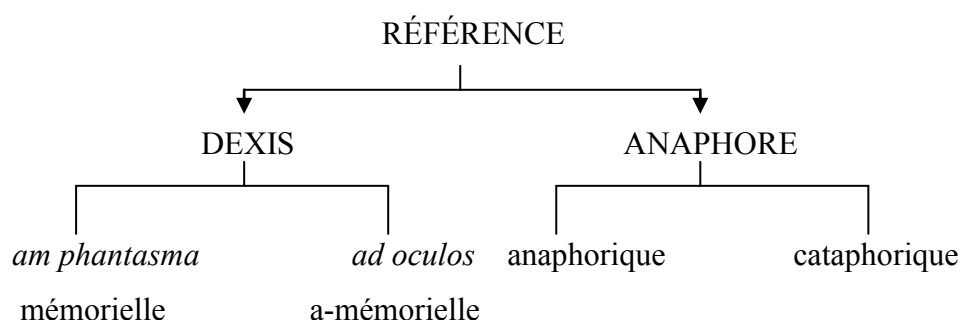 RÉFÉRENCE
DEXIS ANAPHORE
am phantasma ad oculos anaphorique cataphorique
mémorielle a-mémorielle